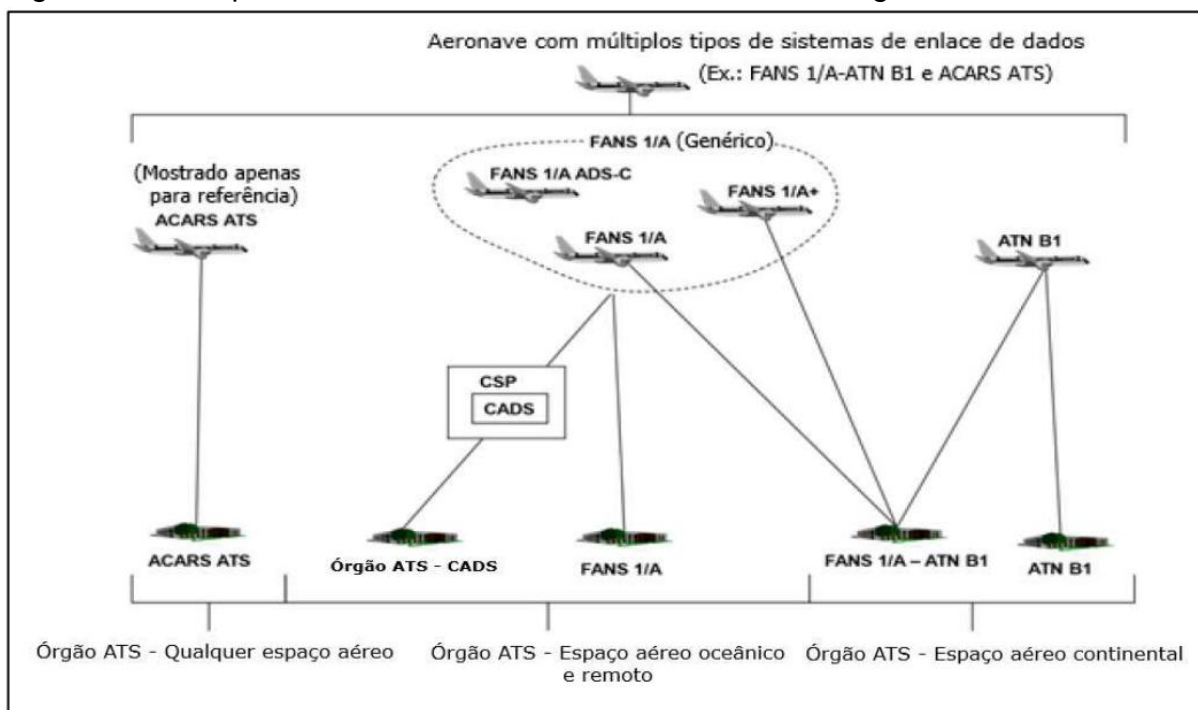 Aeronave com múltiplos tipos de sistemas de enlace de dados
(Ex.: FANS 1/A-ATN B1 e ACARS ATS)
FANS 1/A (Genérico)
(Mostrado apenas
para referência)
ACARS ATS
FANS 1/A ADS-C
FANS 1/A+
FANS 1/A
ATN B1
CSP
CADS
ACARS ATS
Órgão ATS - CADS
FANS 1/A
FANS 1/A – ATN B1
ATN B1
Órgão ATS - Qualquer espaço aéreo
Órgão ATS - Espaço aéreo oceânico
e remoto
Órgão ATS - Espaço aéreo continental